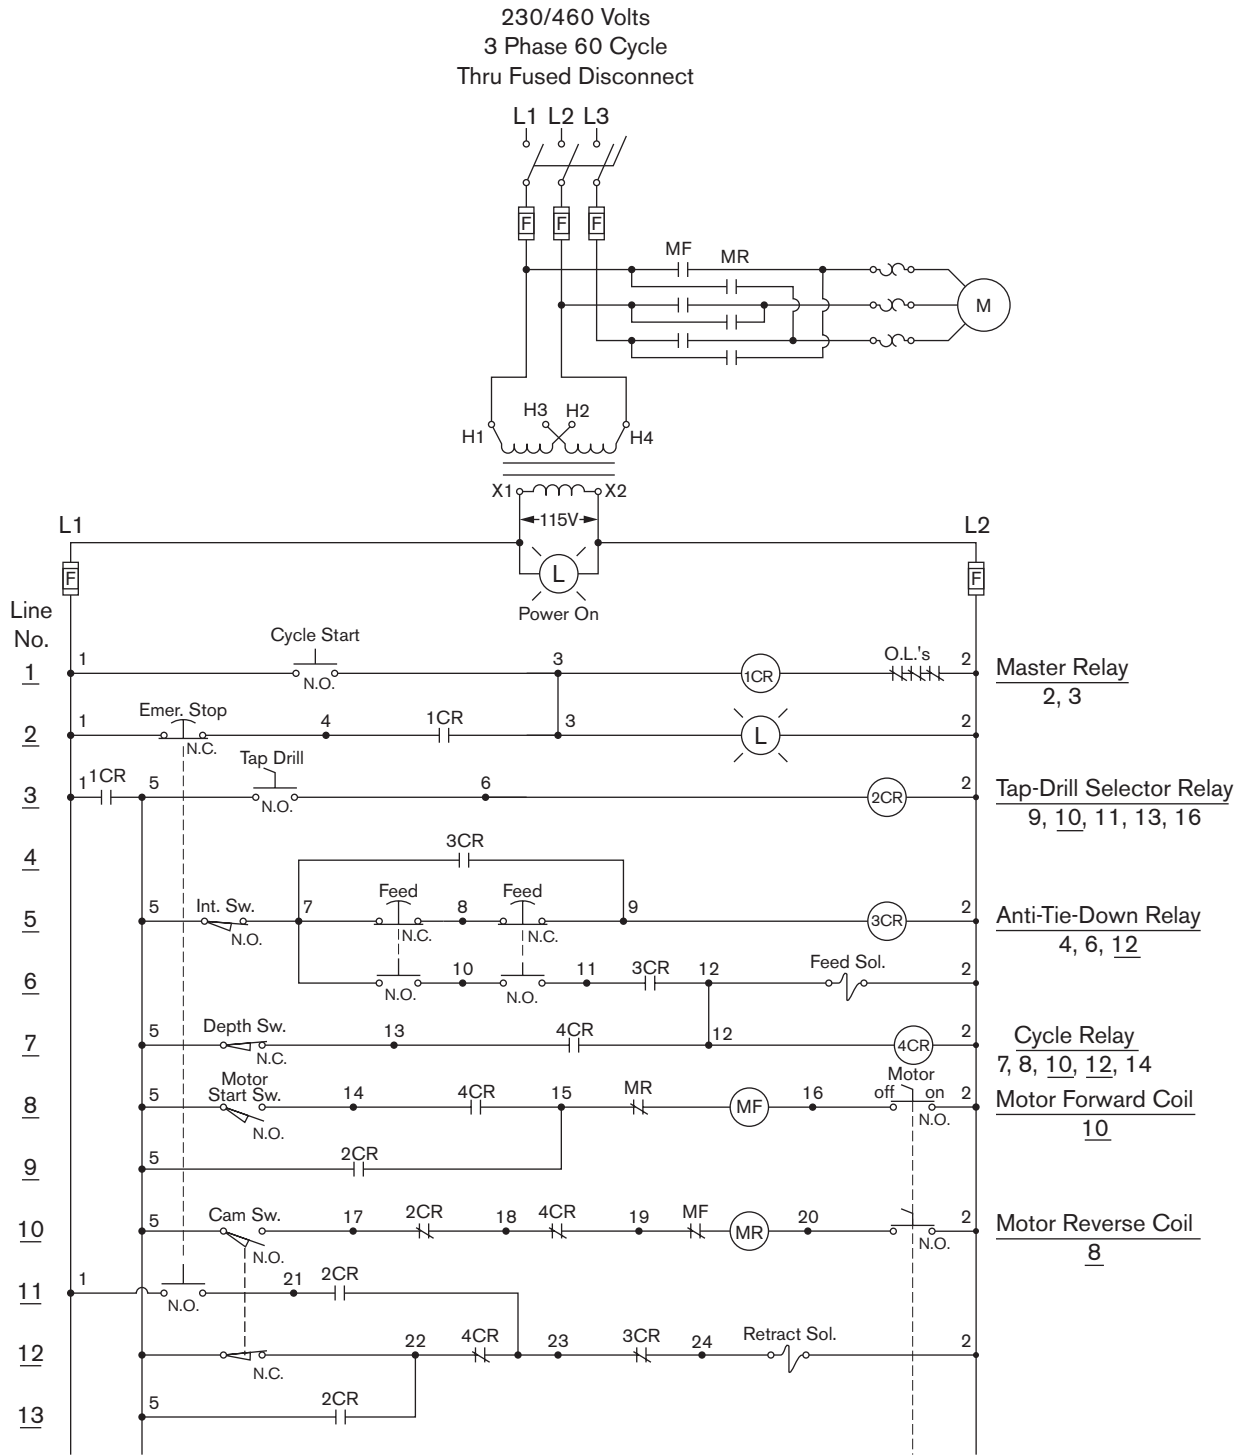 230/460 Volts
3 Phase 60 Cycle
Thru Fused Disconnect
L1 L2 L3
F F F
MF MR
M
H3 H2
H1 H4
X1 X2
115V
L1 L2
F L F
Power On
Line
No.
Cycle Start
1 1 N.O. 3 1CR O.L.'s 2 Master Relay
2, 3
Emer. Stop
2 1 N.C. 4 1CR 3 L 2
Tap Drill
3 1 1CR 5 N.O. 6 2CR 2 Tap-Drill Selector Relay
9, 10, 11, 13, 16
4 3CR
Feed Feed
5 5 Int. Sw. N.O. 7 N.C. 8 N.C. 9 3CR 2 Anti-Tie-Down Relay
4, 6, 12
6 N.O. 10 N.O. 11 3CR 12 Feed Sol. 2
7 5 Depth Sw. N.C. 13 4CR 12 4CR 2 Cycle Relay
7, 8, 10, 12, 14
Motor Motor
Start Sw. off on
8 5 N.O. 14 4CR 15 MR MF 16 N.O. 2 Motor Forward Coil
10
9 5 2CR
10 5 Cam Sw. N.O. 17 2CR 18 4CR 19 MF MR 20 N.O. 2 Motor Reverse Coil
8
11 1 N.O. 21 2CR
12 N.C. 22 4CR 23 3CR 24 Retract Sol. 2
13 5 2CR